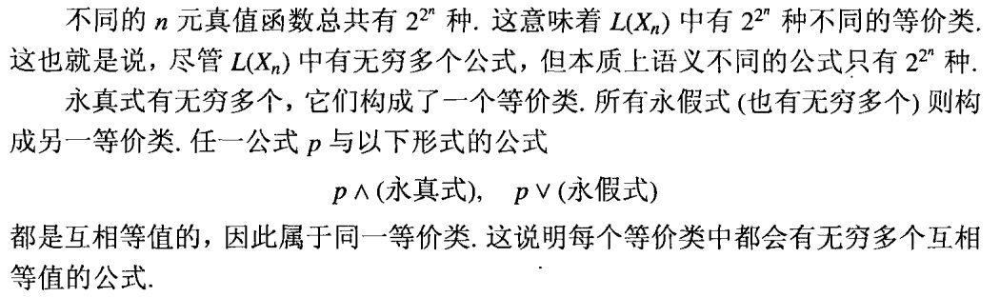 不同的 n 元真值函数总共有 2^{2^n} 种. 这意味着 L(X_n) 中有 2^{2^n} 种不同的等价类.
这也就是说，尽管 L(X_n) 中有无穷多个公式，但本质上语义不同的公式只有 2^{2^n} 种.
永真式有无穷多个，它们构成了一个等价类. 所有永假式 (也有无穷多个) 则构
成另一等价类. 任一公式 p 与以下形式的公式
p ∧ (永真式),    p ∨ (永假式)
都是互相等值的，因此属于同一等价类. 这说明每个等价类中都会有无穷多个互相
等值的公式.